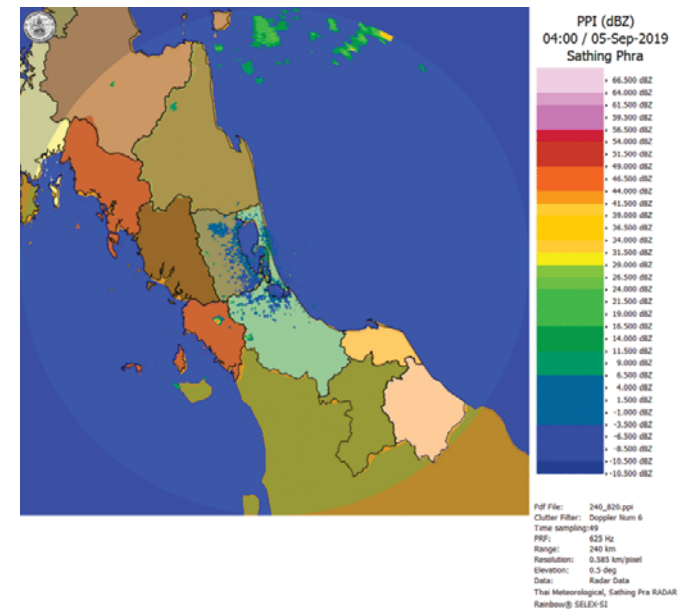 PPI (dBZ)
04:00 / 05-Sep-2019
Sathing Phra
66.500 dBZ
64.000 dBZ
61.500 dBZ
59.500 dBZ
56.500 dBZ
54.000 dBZ
51.500 dBZ
49.000 dBZ
46.500 dBZ
44.000 dBZ
41.500 dBZ
39.000 dBZ
36.500 dBZ
34.000 dBZ
31.500 dBZ
29.000 dBZ
26.500 dBZ
24.000 dBZ
21.500 dBZ
19.000 dBZ
16.500 dBZ
14.000 dBZ
11.500 dBZ
9.000 dBZ
6.500 dBZ
4.000 dBZ
1.500 dBZ
-1.000 dBZ
-3.500 dBZ
-6.500 dBZ
-8.500 dBZ
-10.500 dBZ
-10.500 dBZ
Pdf File: 240_820.ppi
Clutter Filter: Doppler Num 6
Time sampling:49
PRF: 625 Hz
Range: 240 km
Resolution: 0.585 km/pixel
Elevation: 0.5 deg
Data: Radar Data
Thai Meteorological, Sathing Pra RADAR
Rainbow® SELEX-SI